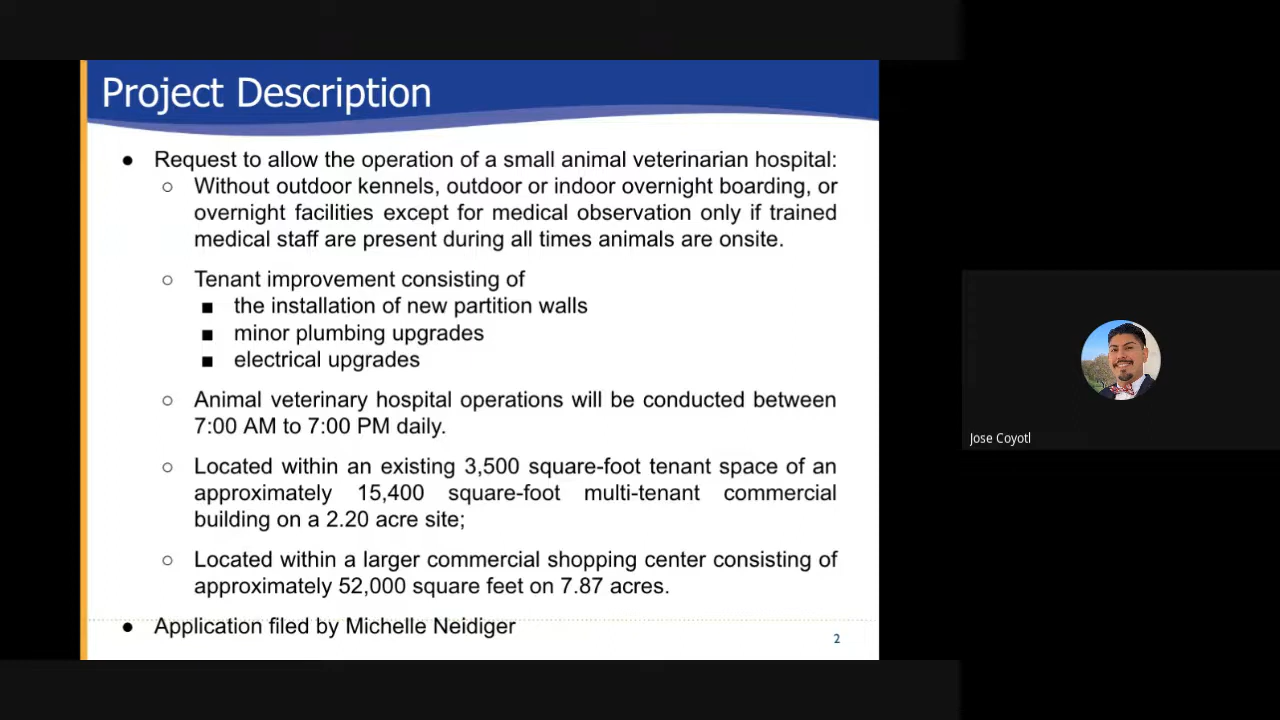 Project Description
● Request to allow the operation of a small animal veterinarian hospital:
○ Without outdoor kennels, outdoor or indoor overnight boarding, or
overnight facilities except for medical observation only if trained
medical staff are present during all times animals are onsite.
○ Tenant improvement consisting of
■ the installation of new partition walls
■ minor plumbing upgrades
■ electrical upgrades
○ Animal veterinary hospital operations will be conducted between
7:00 AM to 7:00 PM daily.
○ Located within an existing 3,500 square-foot tenant space of an
approximately 15,400 square-foot multi-tenant commercial
building on a 2.20 acre site;
○ Located within a larger commercial shopping center consisting of
approximately 52,000 square feet on 7.87 acres.
● Application filed by Michelle Neidiger
2
Jose Coyotl